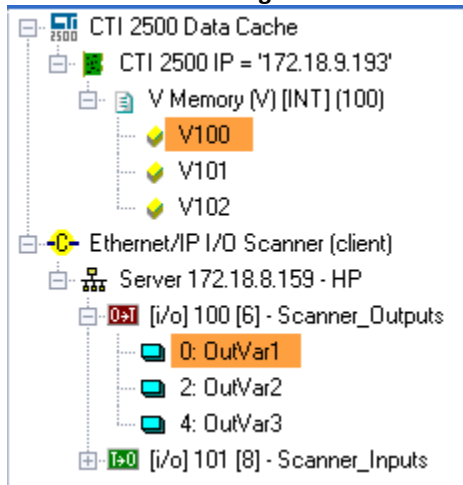 CTI 2500 Data Cache
CTI 2500 IP = '172.18.9.193'
V Memory (V) [INT] (100)
V100
V101
V102
-C- Ethernet/IP I/O Scanner (client)
Server 172.18.8.159 - HP
O→T [i/o] 100 [6] - Scanner_Outputs
0: OutVar1
2: OutVar2
4: OutVar3
T→O [i/o] 101 [8] - Scanner_Inputs